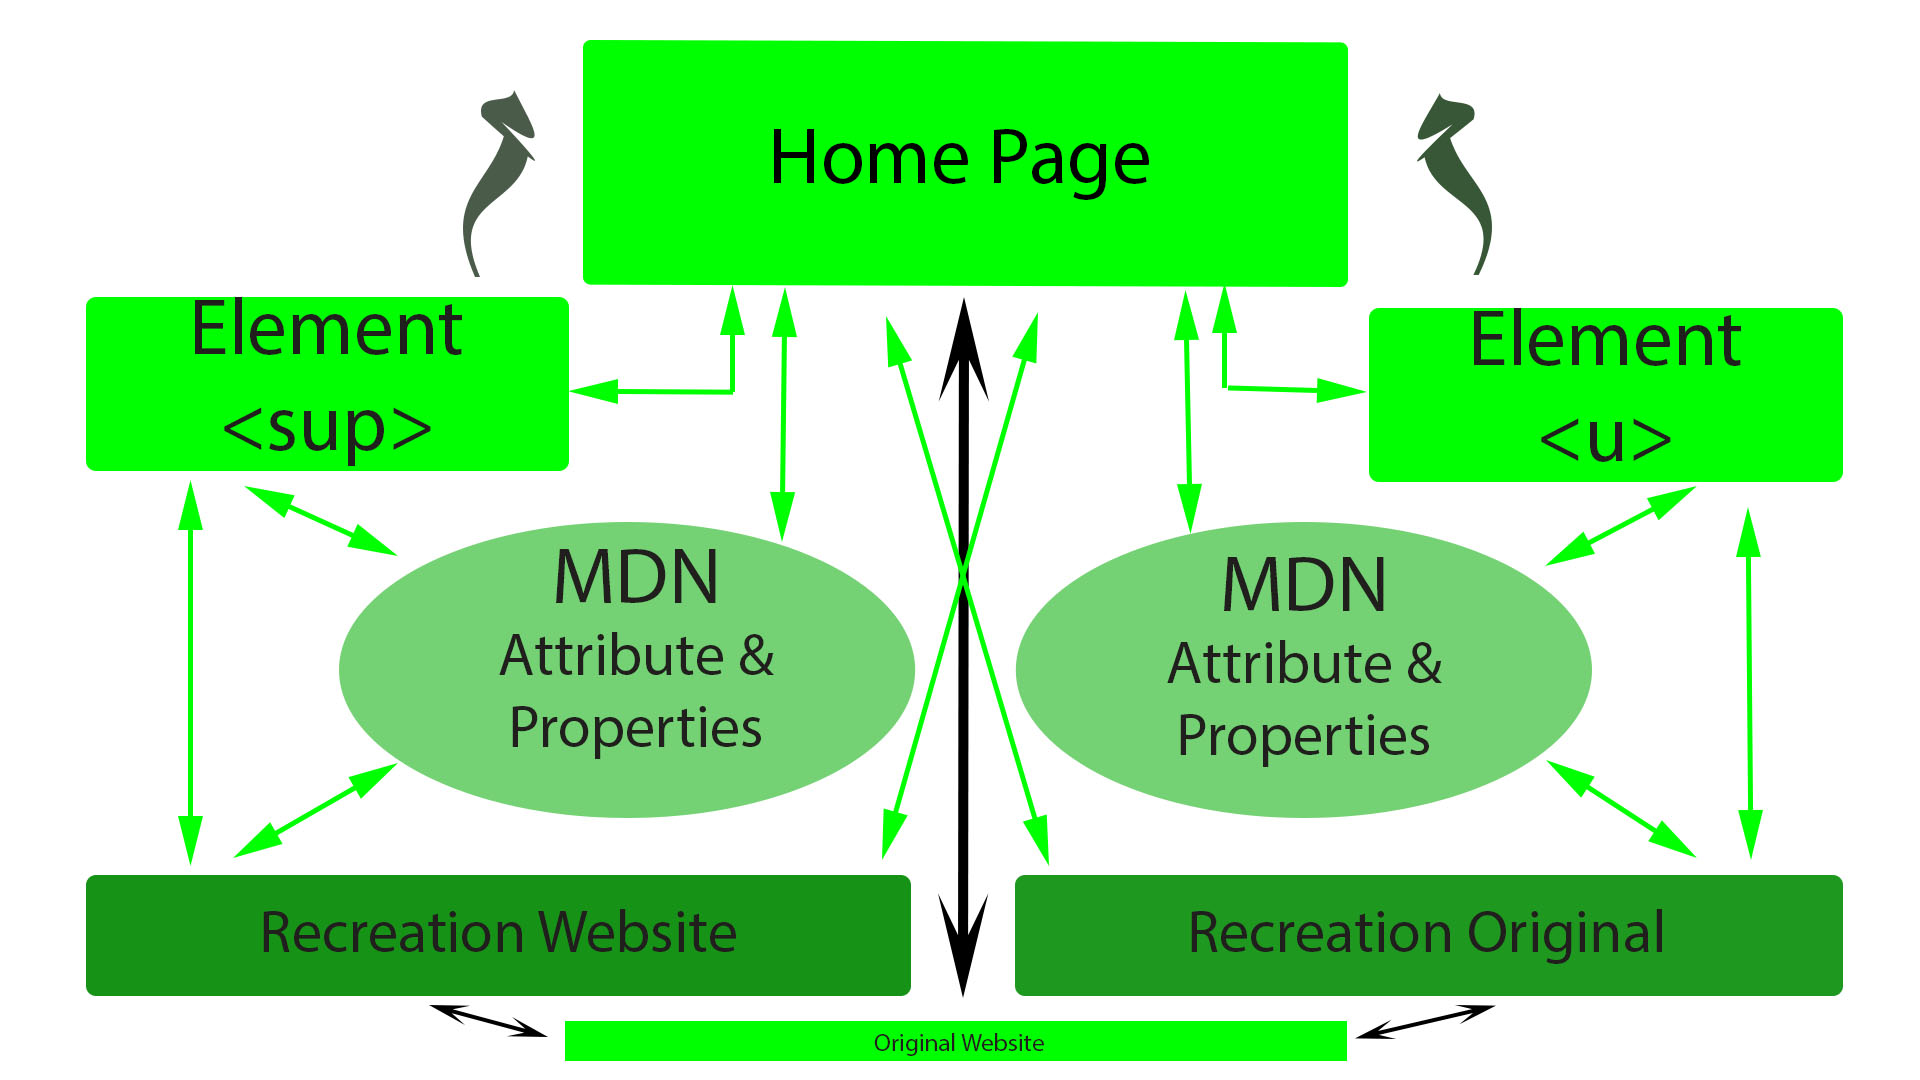 Home Page
Element
<sup>
Element
<u>
MDN
Attribute &
Properties
MDN
Attribute &
Properties
Recreation Website
Recreation Original
Original Website